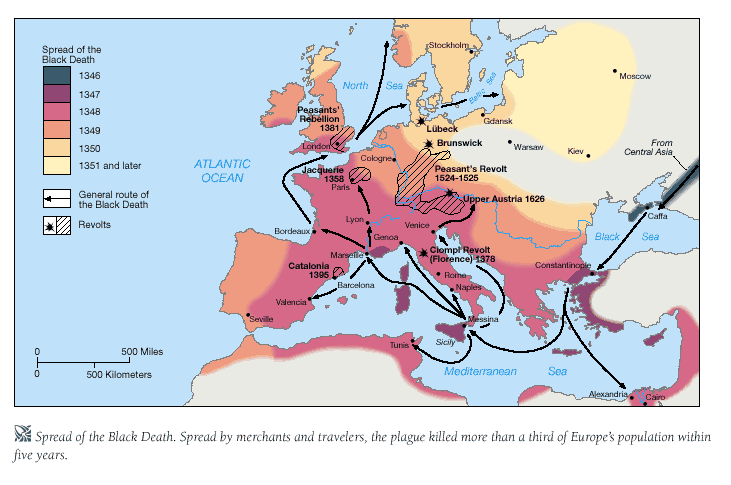 Spread of the
Black Death
1346
1347
1348
1349
1350
1351 and later
General route of
the Black Death
Revolts
ATLANTIC
OCEAN
North Sea
Baltic Sea
Stockholm
Moscow
Peasants'
Rebellion
1381
London
Lübeck
Gdansk
Brunswick
Warsaw
Kiev
From
Central Asia
Cologne
Jacquerie
1358
Paris
Peasant's Revolt
1524-1525
Upper Austria 1626
Caffa
Lyon
Venice
Bordeaux
Genoa
Black Sea
Marseille
Ciompi Revolt
(Florence) 1378
Constantinople
Catalonia
1395
Rome
Barcelona
Naples
Valencia
Seville
Messina
Sicily
Tunis
0 500 Miles
0 500 Kilometers
Mediterranean Sea
Alexandria
Cairo
Spread of the Black Death. Spread by merchants and travelers, the plague killed more than a third of Europe's population within
five years.